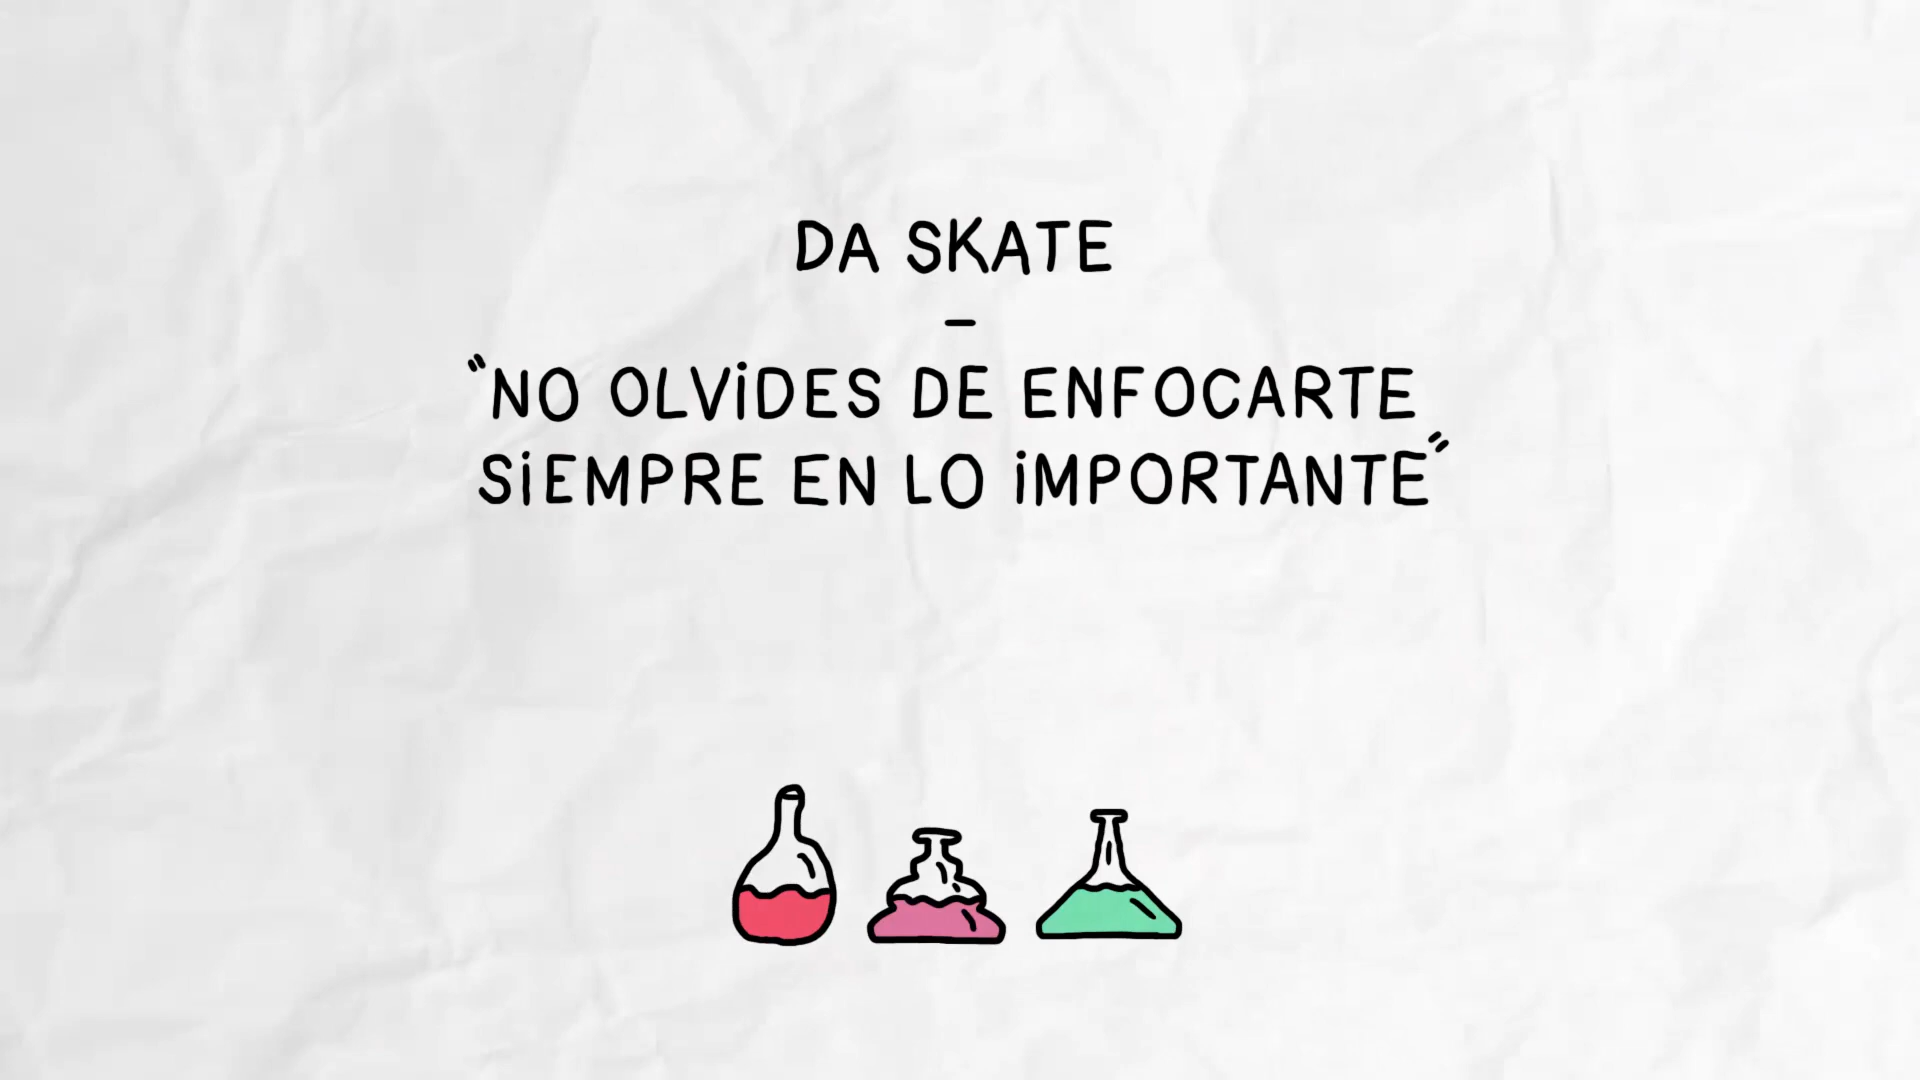 DA SKATE
–
"NO OLVIDES DE ENFOCARTE
SIEMPRE EN LO IMPORTANTE"